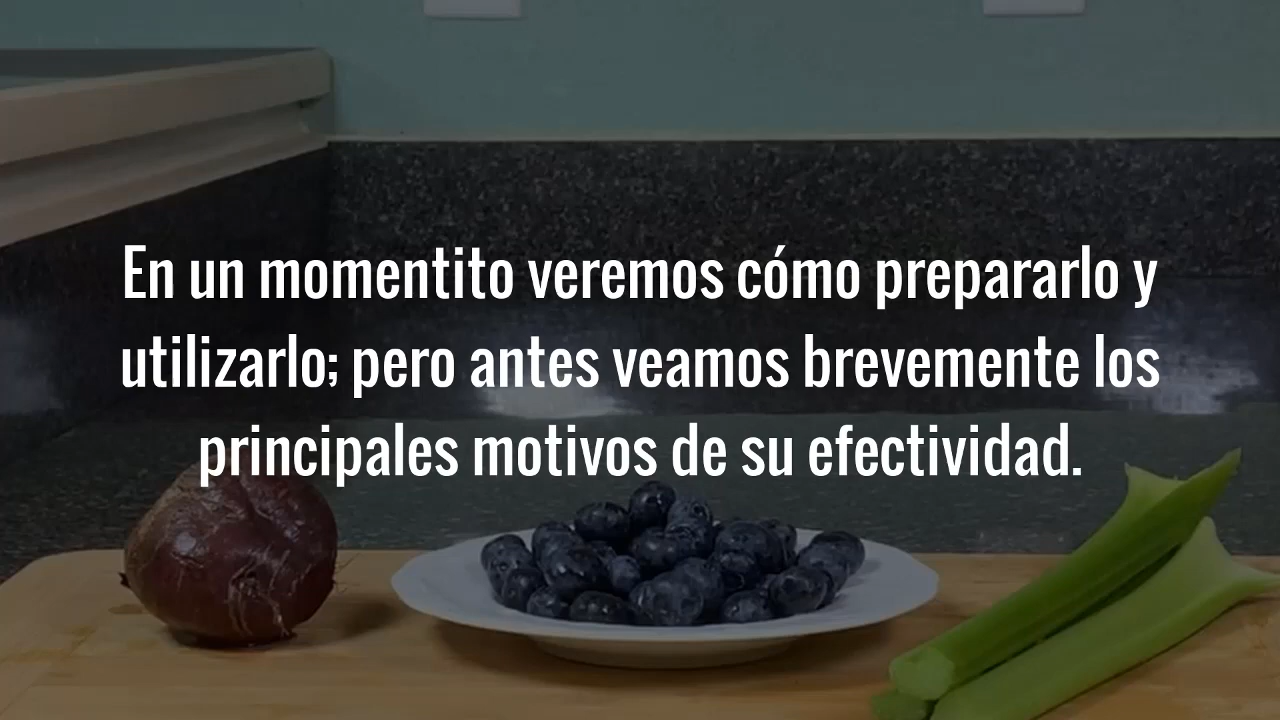 En un momentito veremos cómo prepararlo y
utilizarlo; pero antes veamos brevemente los
principales motivos de su efectividad.